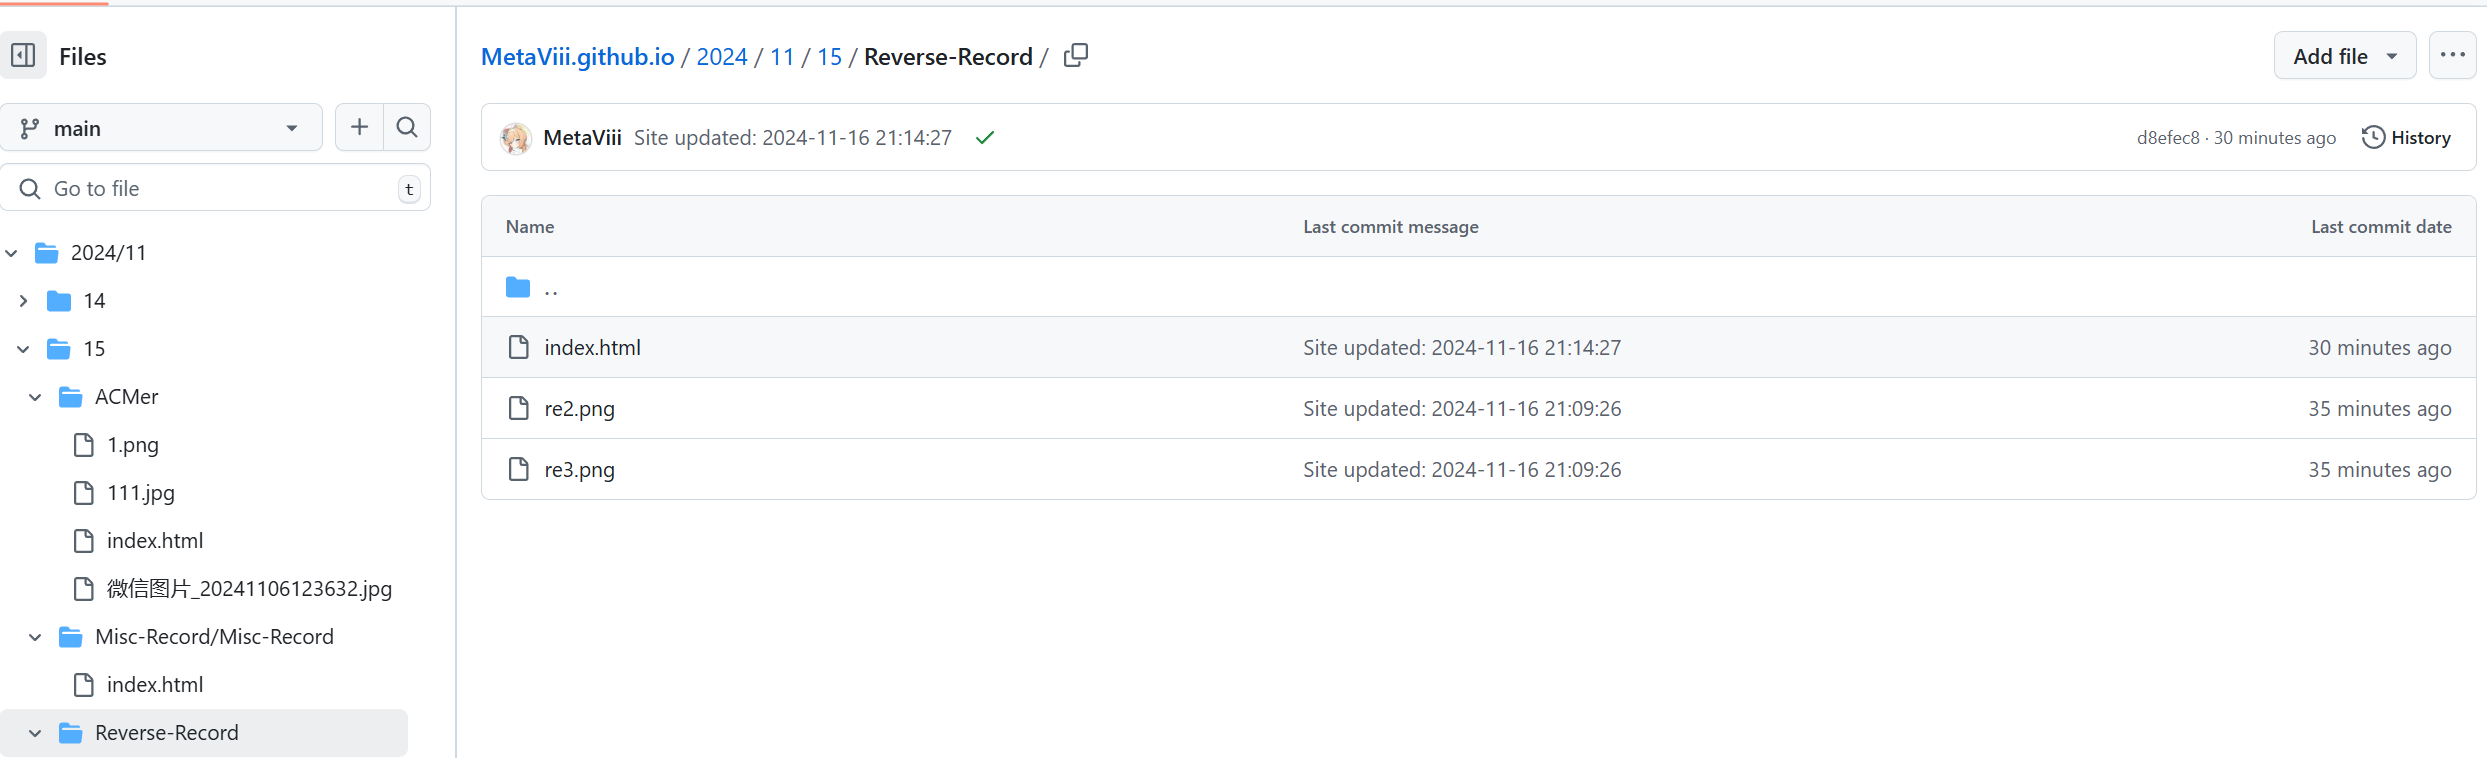 Files
main
Go to file
t
2024/11
14
15
ACMer
1.png
111.jpg
index.html
微信图片_20241106123632.jpg
Misc-Record/Misc-Record
index.html
Reverse-Record
MetaViii.github.io / 2024 / 11 / 15 / Reverse-Record /
Add file
MetaViii Site updated: 2024-11-16 21:14:27
d8efec8 · 30 minutes ago
History
Name Last commit message Last commit date
..
index.html Site updated: 2024-11-16 21:14:27 30 minutes ago
re2.png Site updated: 2024-11-16 21:09:26 35 minutes ago
re3.png Site updated: 2024-11-16 21:09:26 35 minutes ago